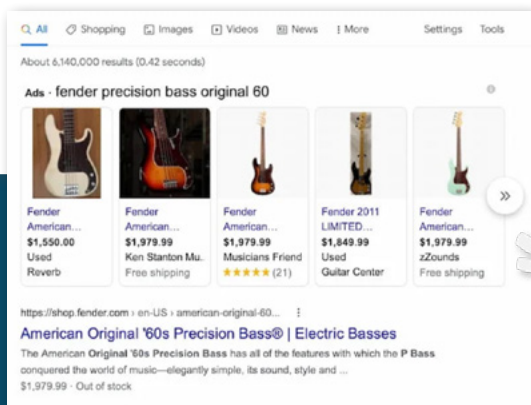 All Shopping Images Videos News More Settings Tools
About 6,140,000 results (0.42 seconds)
Ads · fender precision bass original 60
Fender American... $1,550.00 Used Reverb
Fender American... $1,979.99 Ken Stanton Mu.. Free shipping
Fender American... $1,979.99 Musicians Friend ★★★★★ (21)
Fender 2011 LIMITED... $1,849.99 Used Guitar Center
Fender American... $1,979.99 zZounds Free shipping
https://shop.fender.com › en-US › american-original-60...
American Original '60s Precision Bass® | Electric Basses
The American Original '60s Precision Bass has all of the features with which the P Bass
conquered the world of music—elegantly simple, its sound, style and ...
$1,979.99 · Out of stock